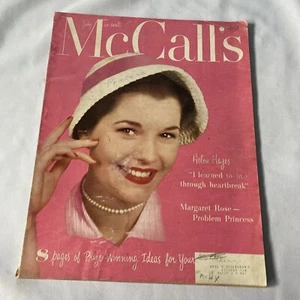 McCall's
Helen Hayes
"I learned to live
through heartbreak"
Margaret Rose —
Problem Princess
8 pages of Prize-Winning Ideas for Your